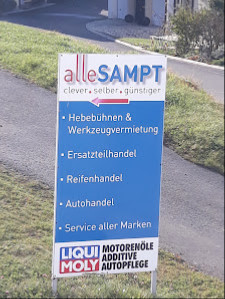 alleSAMPT
clever.selber.günstiger
• Hebebühnen &
Werkzeugvermietung
• Ersatzteilhandel
• Reifenhandel
• Autohandel
• Service aller Marken
LIQUI MOLY
MOTORENÖLE
ADDITIVE
AUTOPFLEGE